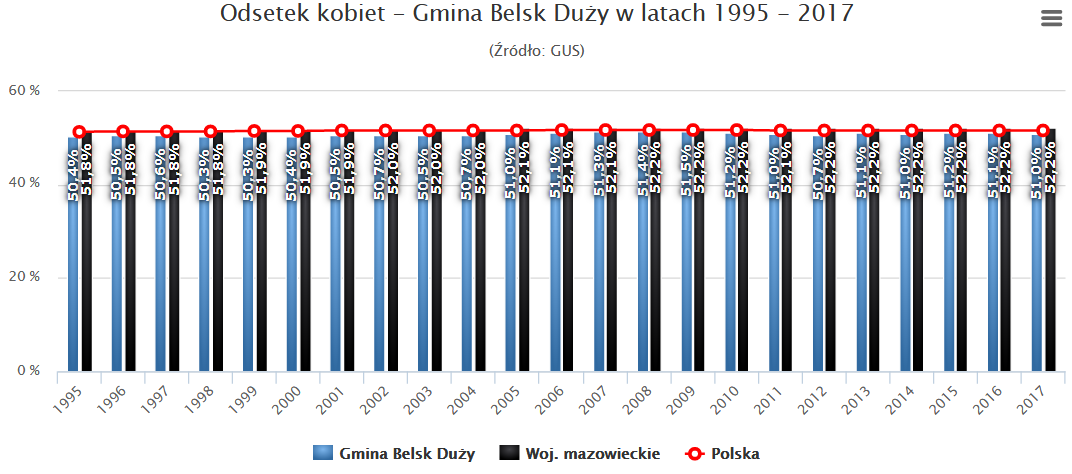 Odsetek kobiet – Gmina Belsk Duży w latach 1995 – 2017
(Źródło: GUS)
60 %
40 %
20 %
0 %
50,4% 51,8% 50,5% 51,8% 50,6% 51,8% 50,3% 51,8% 50,3% 51,9% 50,4% 51,9% 50,5% 51,9% 50,7% 52,0% 50,5% 52,0% 50,7% 52,0% 51,0% 52,1% 51,1% 52,1% 51,3% 52,1% 51,4% 52,2% 51,5% 52,2% 51,2% 52,2% 51,0% 52,1% 50,7% 52,2% 51,1% 52,2% 51,0% 52,2% 51,2% 52,2% 51,1% 52,2% 51,0% 52,2%
1995 1996 1997 1998 1999 2000 2001 2002 2003 2004 2005 2006 2007 2008 2009 2010 2011 2012 2013 2014 2015 2016 2017
Gmina Belsk Duży Woj. mazowieckie Polska